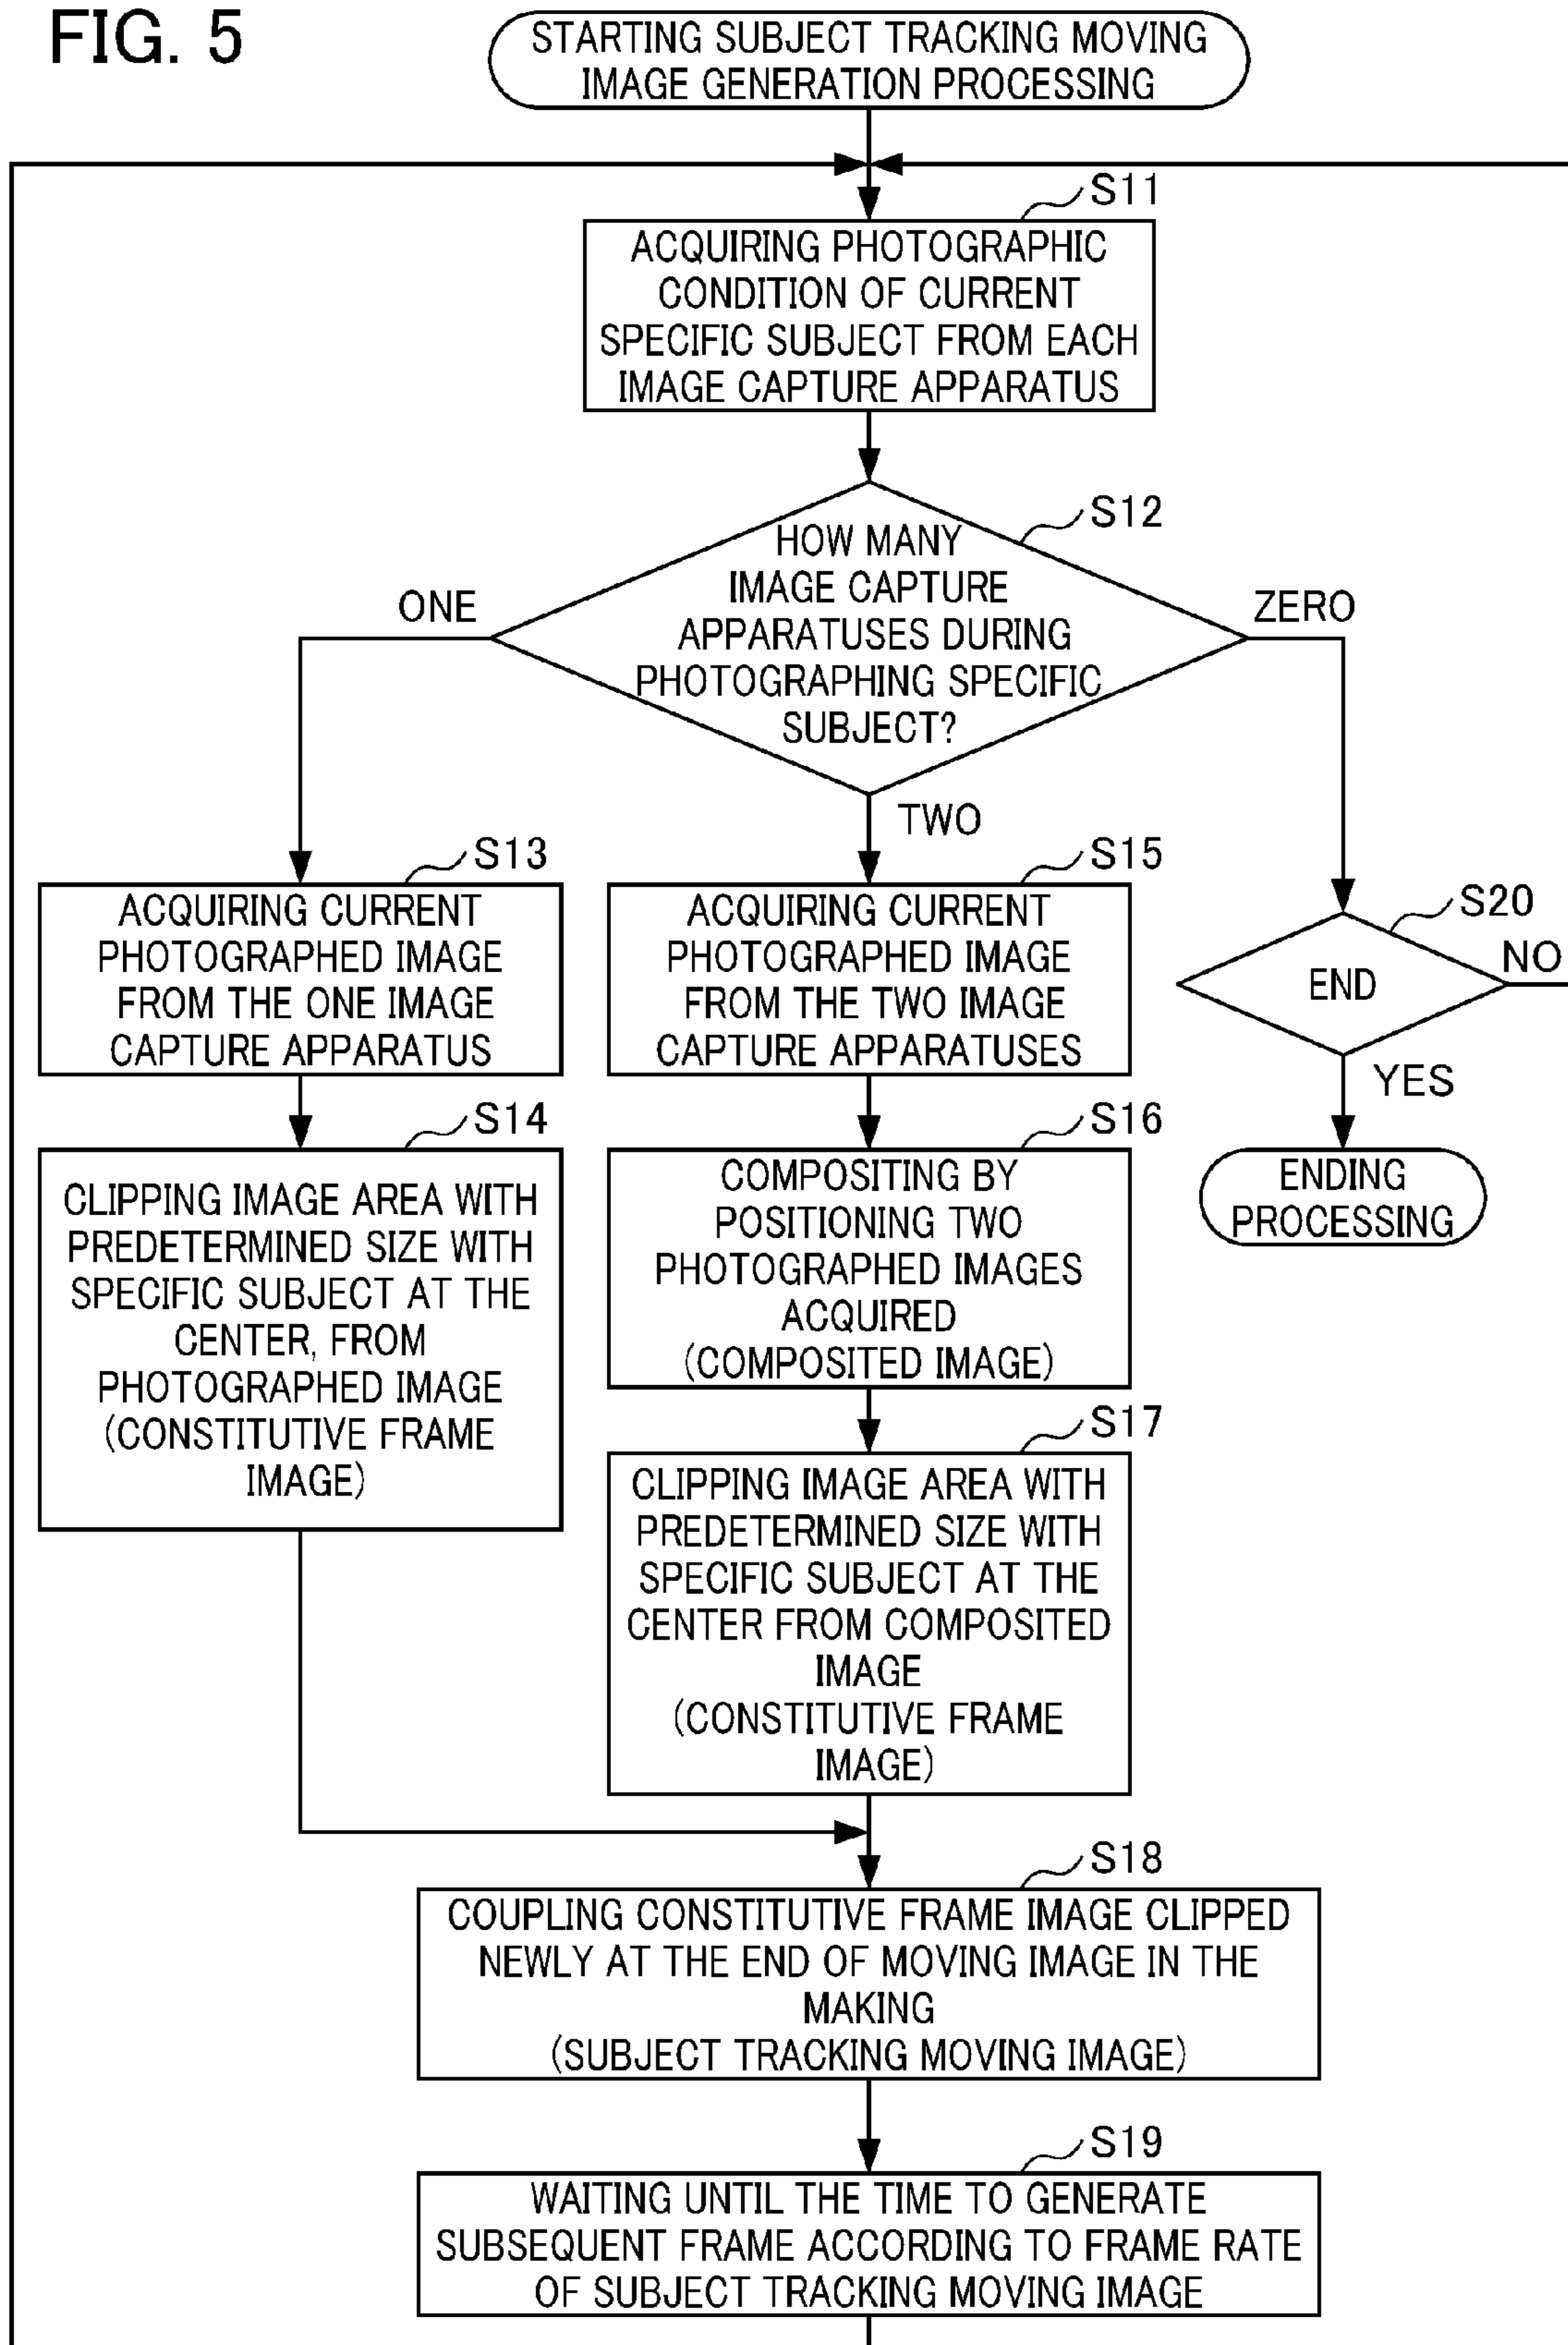 FIG. 5
STARTING SUBJECT TRACKING MOVING
IMAGE GENERATION PROCESSING
S11
ACQUIRING PHOTOGRAPHIC
CONDITION OF CURRENT
SPECIFIC SUBJECT FROM EACH
IMAGE CAPTURE APPARATUS
S12
HOW MANY
IMAGE CAPTURE
APPARATUSES DURING
PHOTOGRAPHING SPECIFIC
SUBJECT?
ONE
ZERO
TWO
S13
ACQUIRING CURRENT
PHOTOGRAPHED IMAGE
FROM THE ONE IMAGE
CAPTURE APPARATUS
S14
CLIPPING IMAGE AREA WITH
PREDETERMINED SIZE WITH
SPECIFIC SUBJECT AT THE
CENTER, FROM
PHOTOGRAPHED IMAGE
(CONSTITUTIVE FRAME
IMAGE)
S15
ACQUIRING CURRENT
PHOTOGRAPHED IMAGE
FROM THE TWO IMAGE
CAPTURE APPARATUSES
S16
COMPOSITING BY
POSITIONING TWO
PHOTOGRAPHED IMAGES
ACQUIRED
(COMPOSITED IMAGE)
S17
CLIPPING IMAGE AREA WITH
PREDETERMINED SIZE WITH
SPECIFIC SUBJECT AT THE
CENTER FROM COMPOSITED
IMAGE
(CONSTITUTIVE FRAME
IMAGE)
S20
END
NO
YES
ENDING
PROCESSING
S18
COUPLING CONSTITUTIVE FRAME IMAGE CLIPPED
NEWLY AT THE END OF MOVING IMAGE IN THE
MAKING
(SUBJECT TRACKING MOVING IMAGE)
S19
WAITING UNTIL THE TIME TO GENERATE
SUBSEQUENT FRAME ACCORDING TO FRAME RATE
OF SUBJECT TRACKING MOVING IMAGE